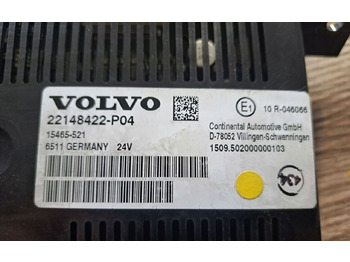 VOLVO
22148422-P04
15465-521
6511 GERMANY 24V
E1
10 R-046066
Continental Automotive GmbH
D-78052 Villingen-Schwenningen
1509.502000000103
434